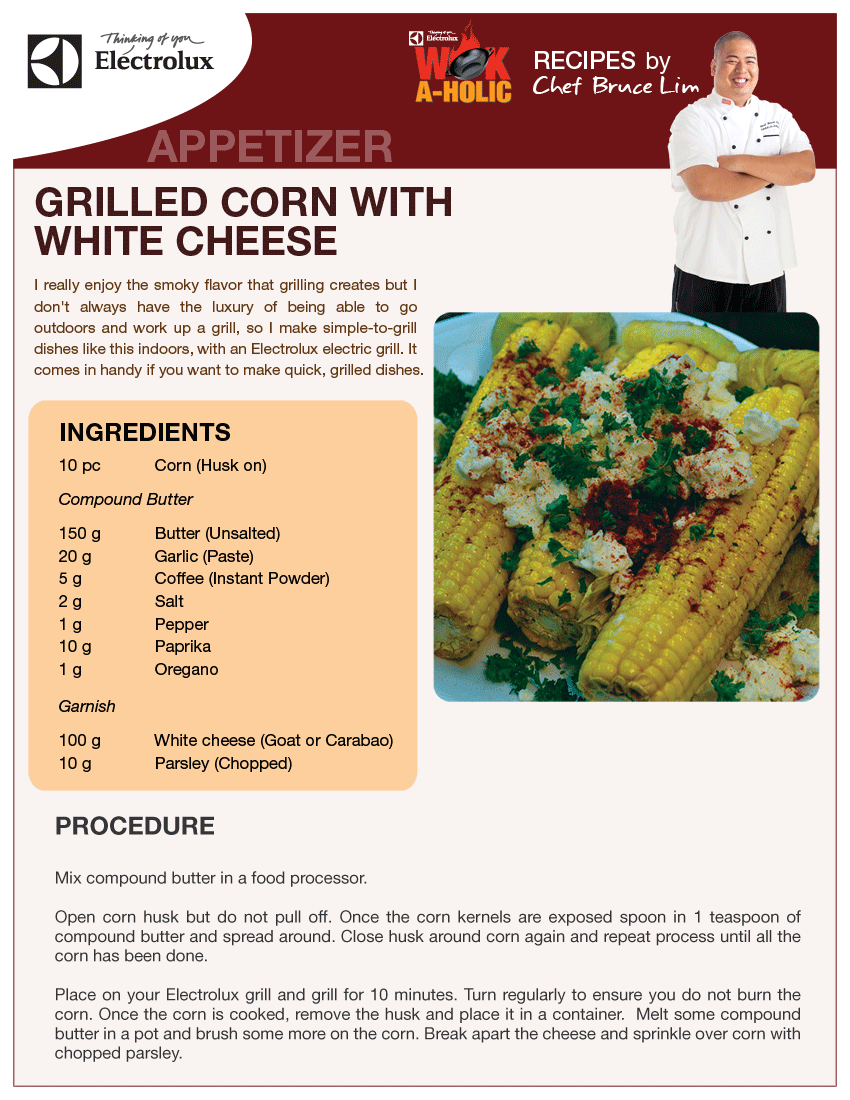 Thinking of you
Electrolux
Thinking of you
Electrolux
WOK
A-HOLIC
RECIPES by
Chef Bruce Lim
APPETIZER
GRILLED CORN WITH
WHITE CHEESE
I really enjoy the smoky flavor that grilling creates but I
don't always have the luxury of being able to go
outdoors and work up a grill, so I make simple-to-grill
dishes like this indoors, with an Electrolux electric grill. It
comes in handy if you want to make quick, grilled dishes.
INGREDIENTS
10 pc Corn (Husk on)
Compound Butter
150 g Butter (Unsalted)
20 g Garlic (Paste)
5 g Coffee (Instant Powder)
2 g Salt
1 g Pepper
10 g Paprika
1 g Oregano
Garnish
100 g White cheese (Goat or Carabao)
10 g Parsley (Chopped)
PROCEDURE
Mix compound butter in a food processor.
Open corn husk but do not pull off. Once the corn kernels are exposed spoon in 1 teaspoon of
compound butter and spread around. Close husk around corn again and repeat process until all the
corn has been done.
Place on your Electrolux grill and grill for 10 minutes. Turn regularly to ensure you do not burn the
corn. Once the corn is cooked, remove the husk and place it in a container. Melt some compound
butter in a pot and brush some more on the corn. Break apart the cheese and sprinkle over corn with
chopped parsley.